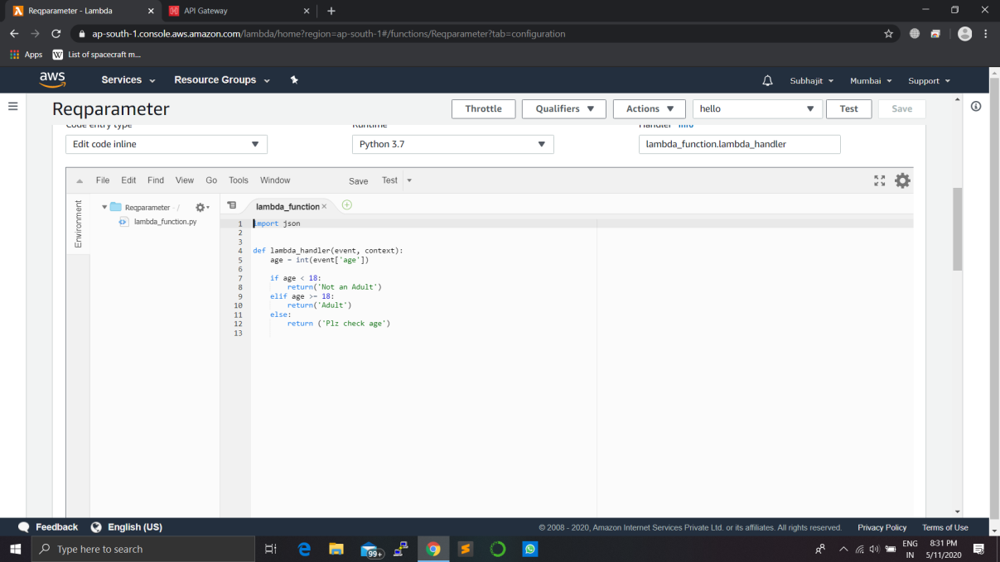 Reqparameter - Lambda
API Gateway
ap-south-1.console.aws.amazon.com/lambda/home?region=ap-south-1#/functions/Reqparameter?tab=configuration
Apps
List of spacecraft m...
aws
Services
Resource Groups
Subhajit
Mumbai
Support
Reqparameter
Throttle
Qualifiers
Actions
hello
Test
Save
Code entry type
Runtime
Handler Info
Edit code inline
Python 3.7
lambda_function.lambda_handler
File Edit Find View Go Tools Window Save Test
Environment
Reqparameter - /
lambda_function.py
lambda_function
1 import json
2
3
4 def lambda_handler(event, context):
5 age = int(event['age'])
6
7 if age < 18:
8 return('Not an Adult')
9 elif age >= 18:
10 return('Adult')
11 else:
12 return ('Plz check age')
13
Feedback
English (US)
© 2008 - 2020, Amazon Internet Services Private Ltd. or its affiliates. All rights reserved.
Privacy Policy
Terms of Use
Type here to search
99+
ENG
IN
8:31 PM
5/11/2020